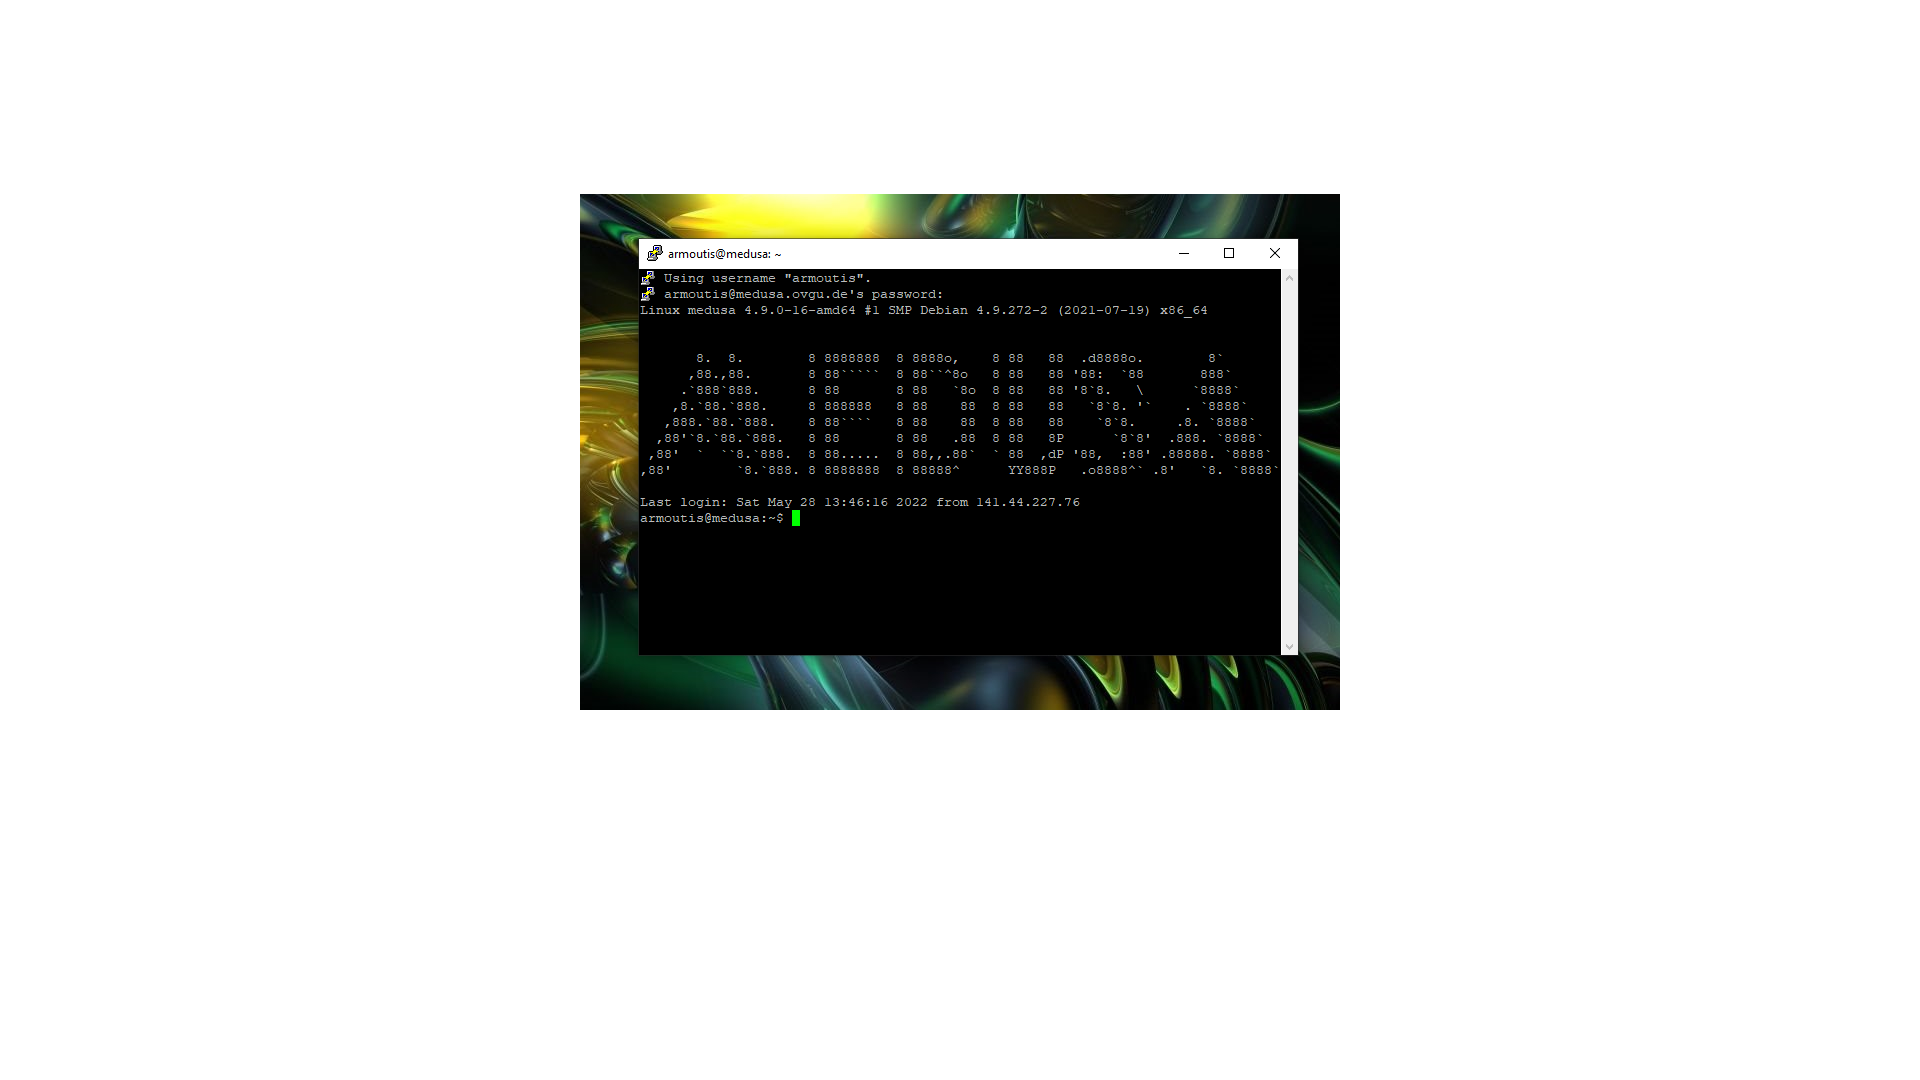 armoutis@medusa: ~
Using username "armoutis".
armoutis@medusa.ovgu.de's password:
Linux medusa 4.9.0-16-amd64 #1 SMP Debian 4.9.272-2 (2021-07-19) x86_64
       8.  8.        8 8888888  8 8888o,    8 88   88  .d8888o.        8`
      ,88.,88.       8 88`````  8 88``^8o   8 88   88 '88:  `88       888`
     .`888`888.      8 88       8 88   `8o  8 88   88 '8`8.   \      `8888`
    ,8.`88.`888.     8 888888   8 88    88  8 88   88   `8`8. '`    . `8888`
   ,888.`88.`888.    8 88````   8 88    88  8 88   88    `8`8.     .8. `8888`
  ,88'`8.`88.`888.   8 88       8 88   .88  8 88   8P      `8`8'  .888. `8888`
 ,88'  `  ``8.`888.  8 88.....  8 88,,.88`  ` 88  ,dP '88,  :88' .88888. `8888`
,88'        `8.`888. 8 8888888  8 88888^      YY888P   .o8888^` .8'   `8. `8888`
Last login: Sat May 28 13:46:16 2022 from 141.44.227.76
armoutis@medusa:~$